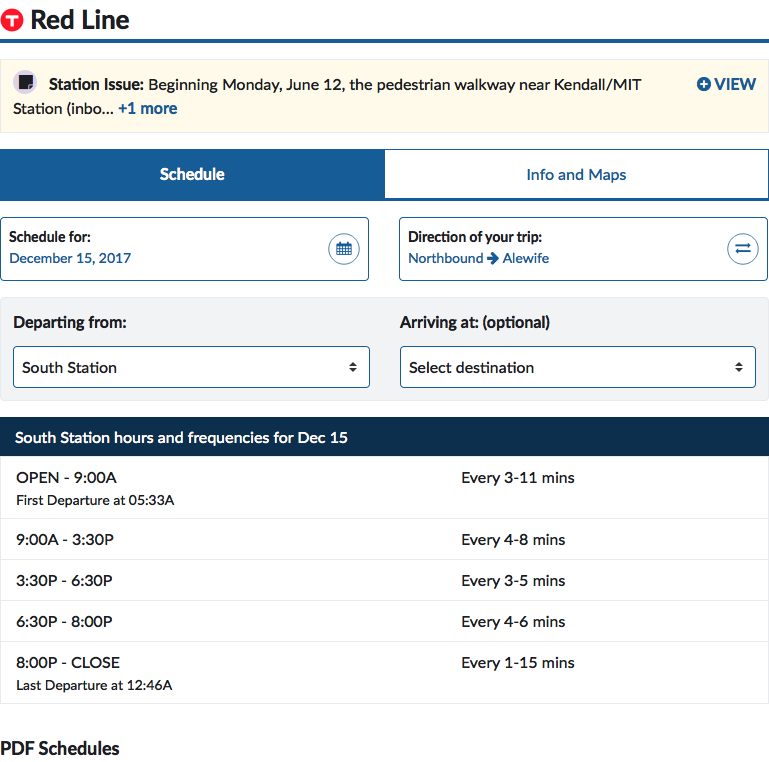 T Red Line
Station Issue: Beginning Monday, June 12, the pedestrian walkway near Kendall/MIT
Station (inbo... +1 more
VIEW
Schedule
Info and Maps
Schedule for:
December 15, 2017
Direction of your trip:
Northbound → Alewife
Departing from:
Arriving at: (optional)
South Station
Select destination
South Station hours and frequencies for Dec 15
OPEN - 9:00A
Every 3-11 mins
First Departure at 05:33A
9:00A - 3:30P
Every 4-8 mins
3:30P - 6:30P
Every 3-5 mins
6:30P - 8:00P
Every 4-6 mins
8:00P - CLOSE
Every 1-15 mins
Last Departure at 12:46A
PDF Schedules